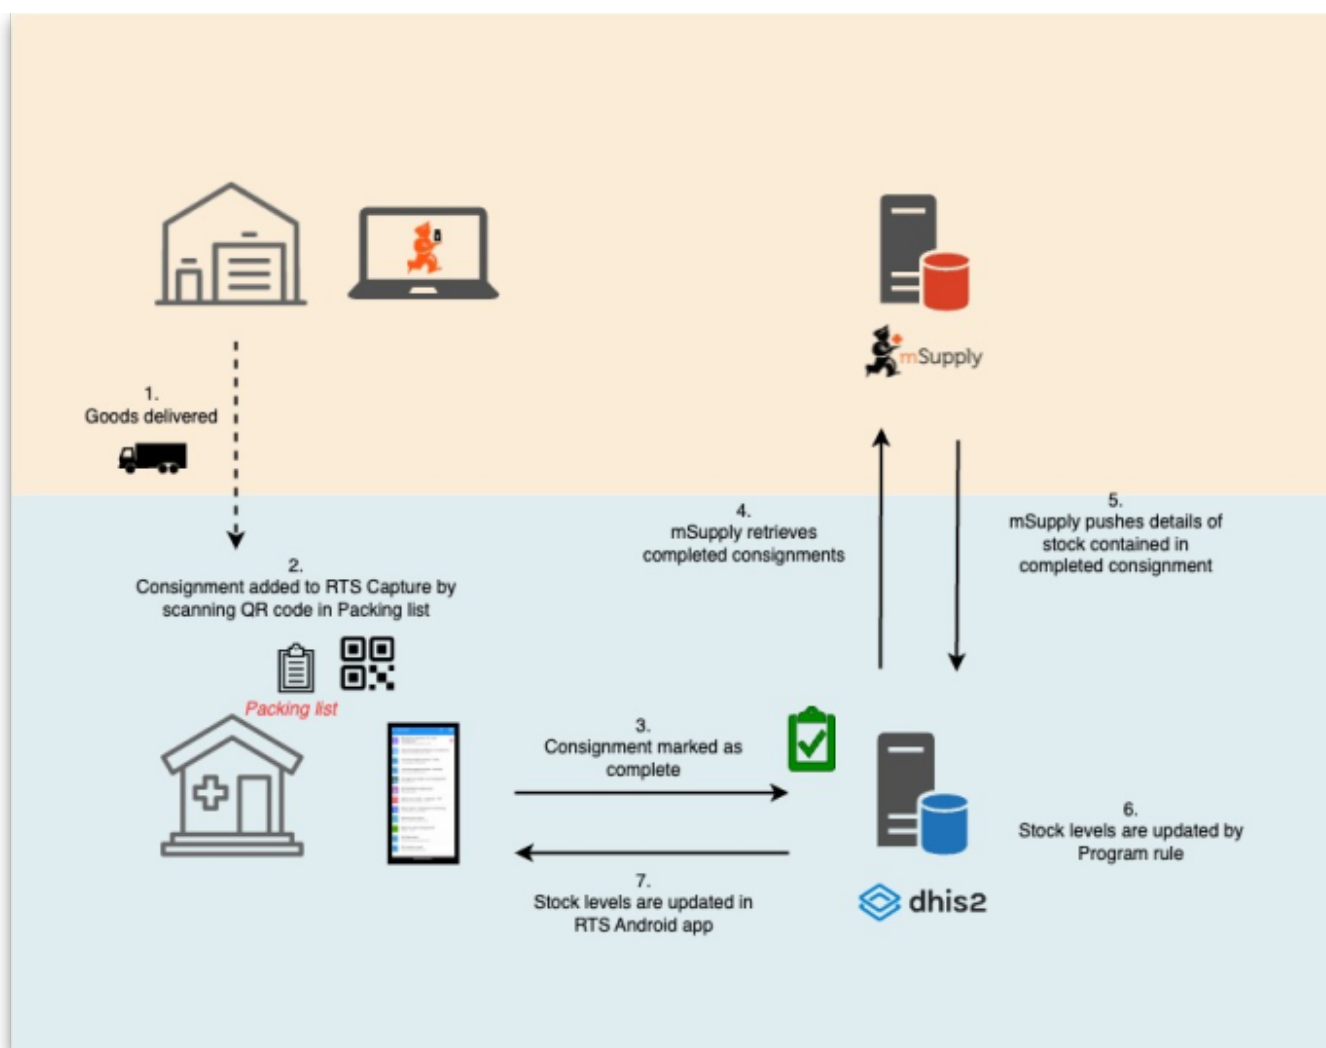 mSupply
1.
Goods delivered
4.
mSupply retrieves
completed consignments
5.
mSupply pushes details of
stock contained in
completed consignment
2.
Consignment added to RTS Capture by
scanning QR code in Packing list
Packing list
3.
Consignment marked as
complete
6.
Stock levels are updated by
Program rule
7.
Stock levels are updated in
RTS Android app
dhis2